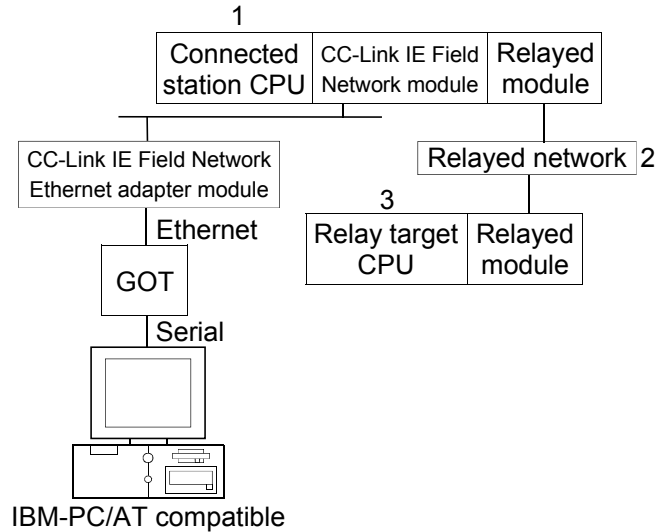 1
Connected
station CPU
CC-Link IE Field
Network module
Relayed
module
CC-Link IE Field Network
Ethernet adapter module
Relayed network 2
Ethernet
3
Relay target
CPU
Relayed
module
GOT
Serial
IBM-PC/AT compatible